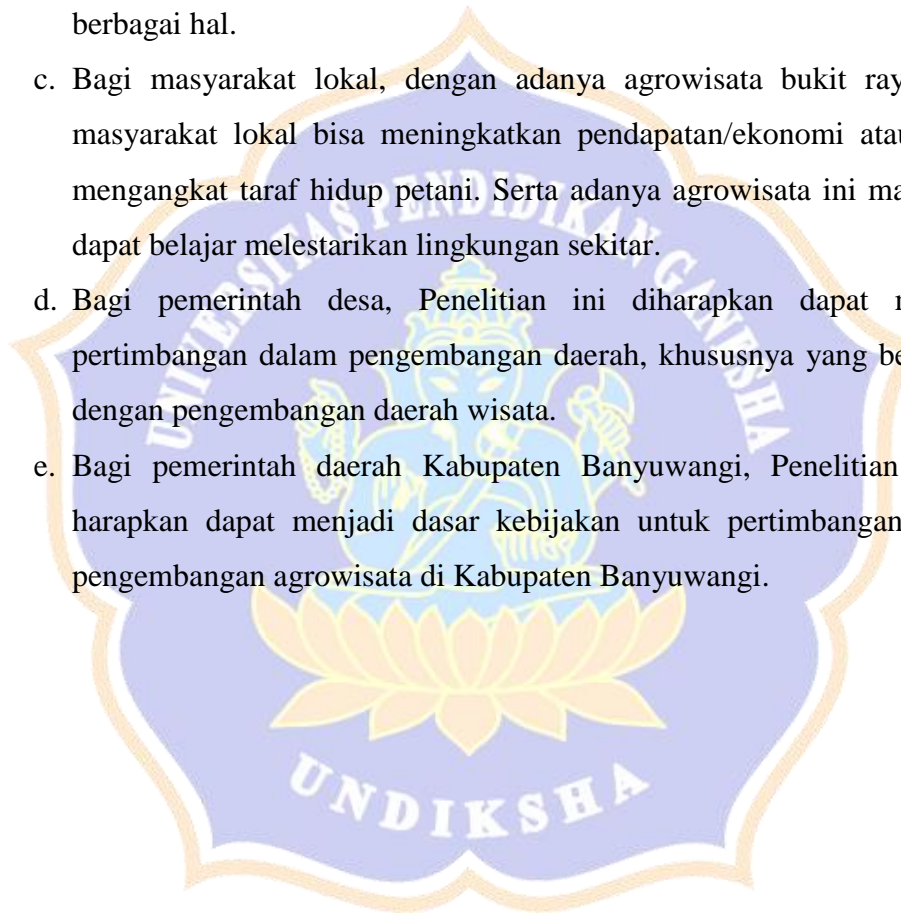 berbagai hal.
c. Bagi masyarakat lokal, dengan adanya agrowisata bukit
masyarakat lokal bisa meningkatkan pendapatan/ekonomi atau
mengangkat taraf hidup petani. Serta adanya agrowisata ini
dapat belajar melestarikan lingkungan sekitar.
d. Bagi pemerintah desa, Penelitian ini diharapkan dapat
pertimbangan dalam pengembangan daerah, khususnya yang
dengan pengembangan daerah wisata.
e. Bagi pemerintah daerah Kabupaten Banyuwangi, Penelitian
harapkan dapat menjadi dasar kebijakan untuk pertimbangan
pengembangan agrowisata di Kabupaten Banyuwangi.
UNIVERSITAS PENDIDIKAN GANESHA
UNDIKSHA